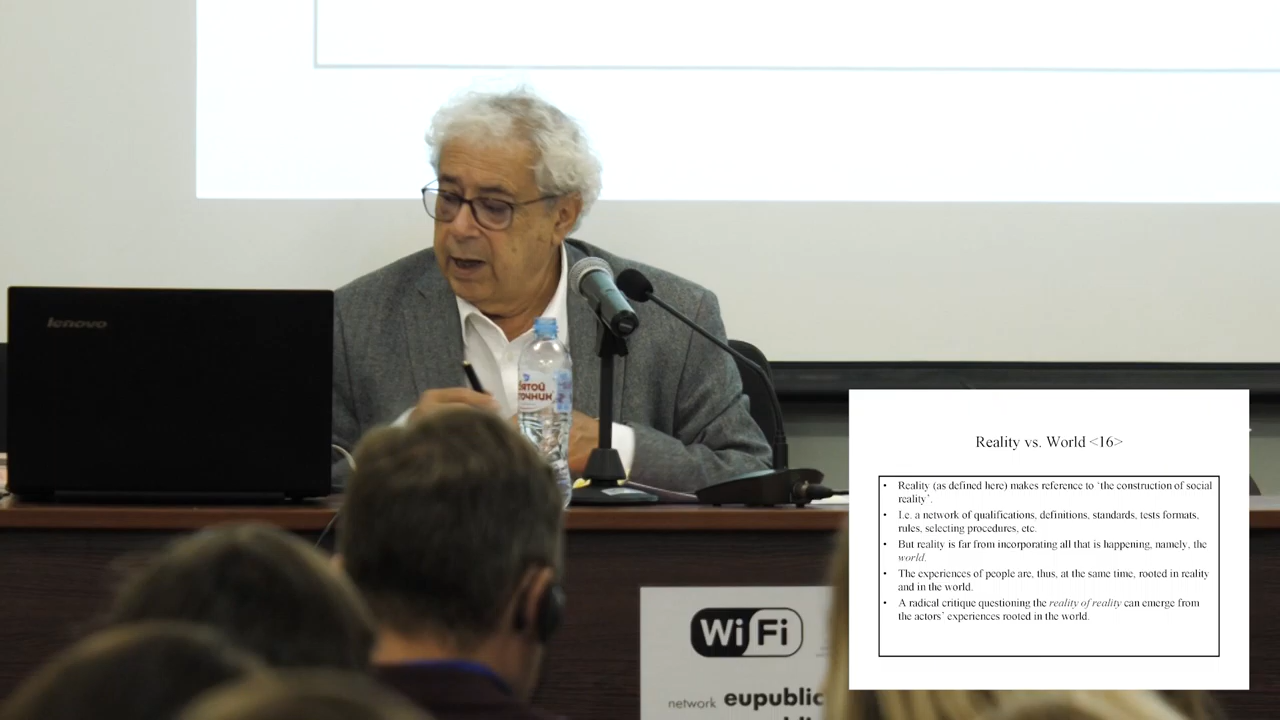 lenovo
Reality vs. World <16>
• Reality (as defined here) makes reference to ‘the construction of social
reality’.
• I.e. a network of qualifications, definitions, standards, tests formats,
rules, selecting procedures, etc.
• But reality is far from incorporating all that is happening, namely, the
world.
• The experiences of people are, thus, at the same time, rooted in reality
and in the world.
• A radical critique questioning the reality of reality can emerge from
the actors’ experiences rooted in the world.
WiFi
network eupublic